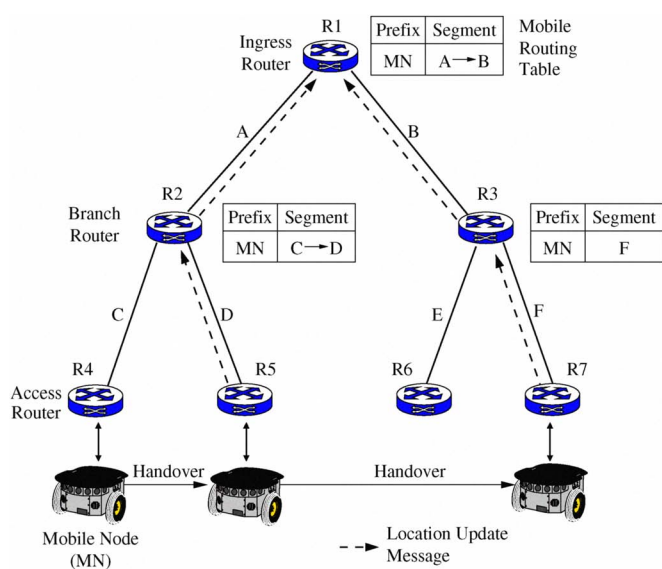 R1
Ingress
Router
Prefix Segment
MN A→B
Mobile
Routing
Table
A
B
R2
Branch
Router
Prefix Segment
MN C→D
R3
Prefix Segment
MN F
C
D
E
F
R4
R5
R6
R7
Access
Router
Handover
Handover
Mobile Node
(MN)
Location Update
Message